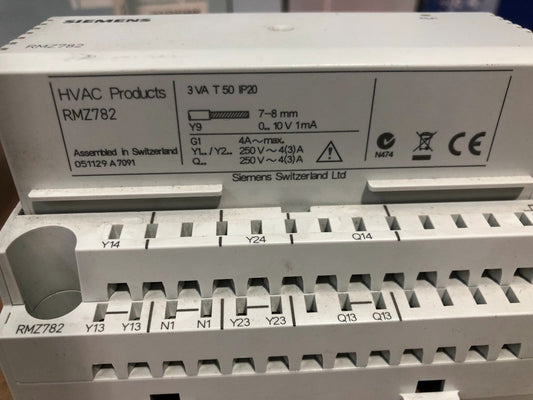 SIEMENS
RMZ782
HVAC Products
RMZ782
Assembled in Switzerland
051129 A 7091
3 VA T 50 IP20
7–8 mm
Y9 0... 10 V 1mA
G1 4A~max.
Y1... / Y2... 250 V~4(3) A
Q... 250 V~4(3) A
N474
CE
Siemens Switzerland Ltd
Y14 Y24 Q14
RMZ782 Y13 Y13 N1 N1 Y23 Y23 Q13 Q13